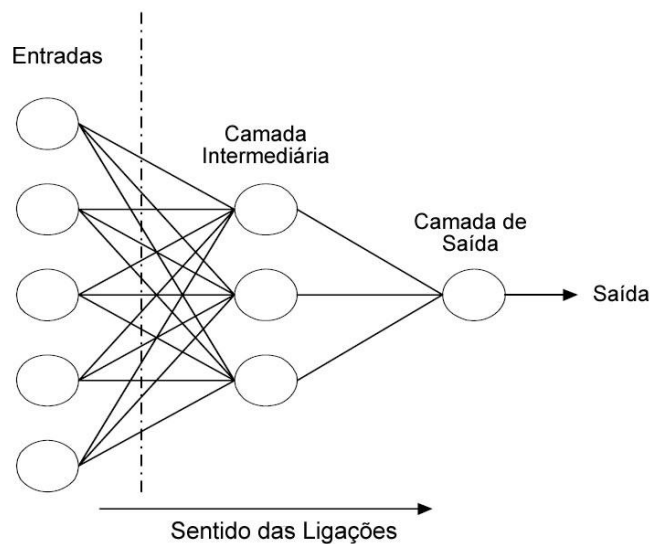 Entradas
Camada
Intermediária
Camada de
Saída
Saída
Sentido das Ligações